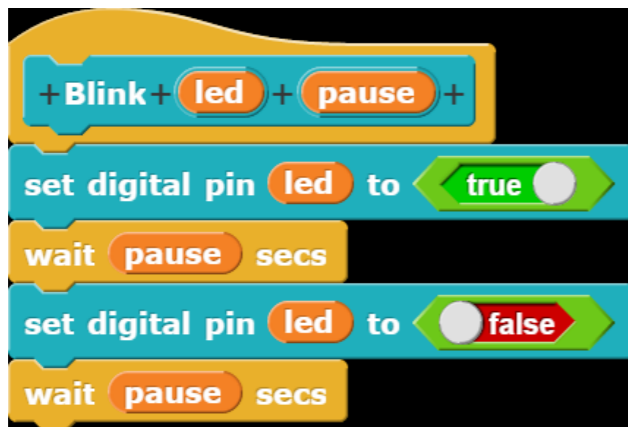 +Blink+ led + pause +
set digital pin led to true
wait pause secs
set digital pin led to false
wait pause secs